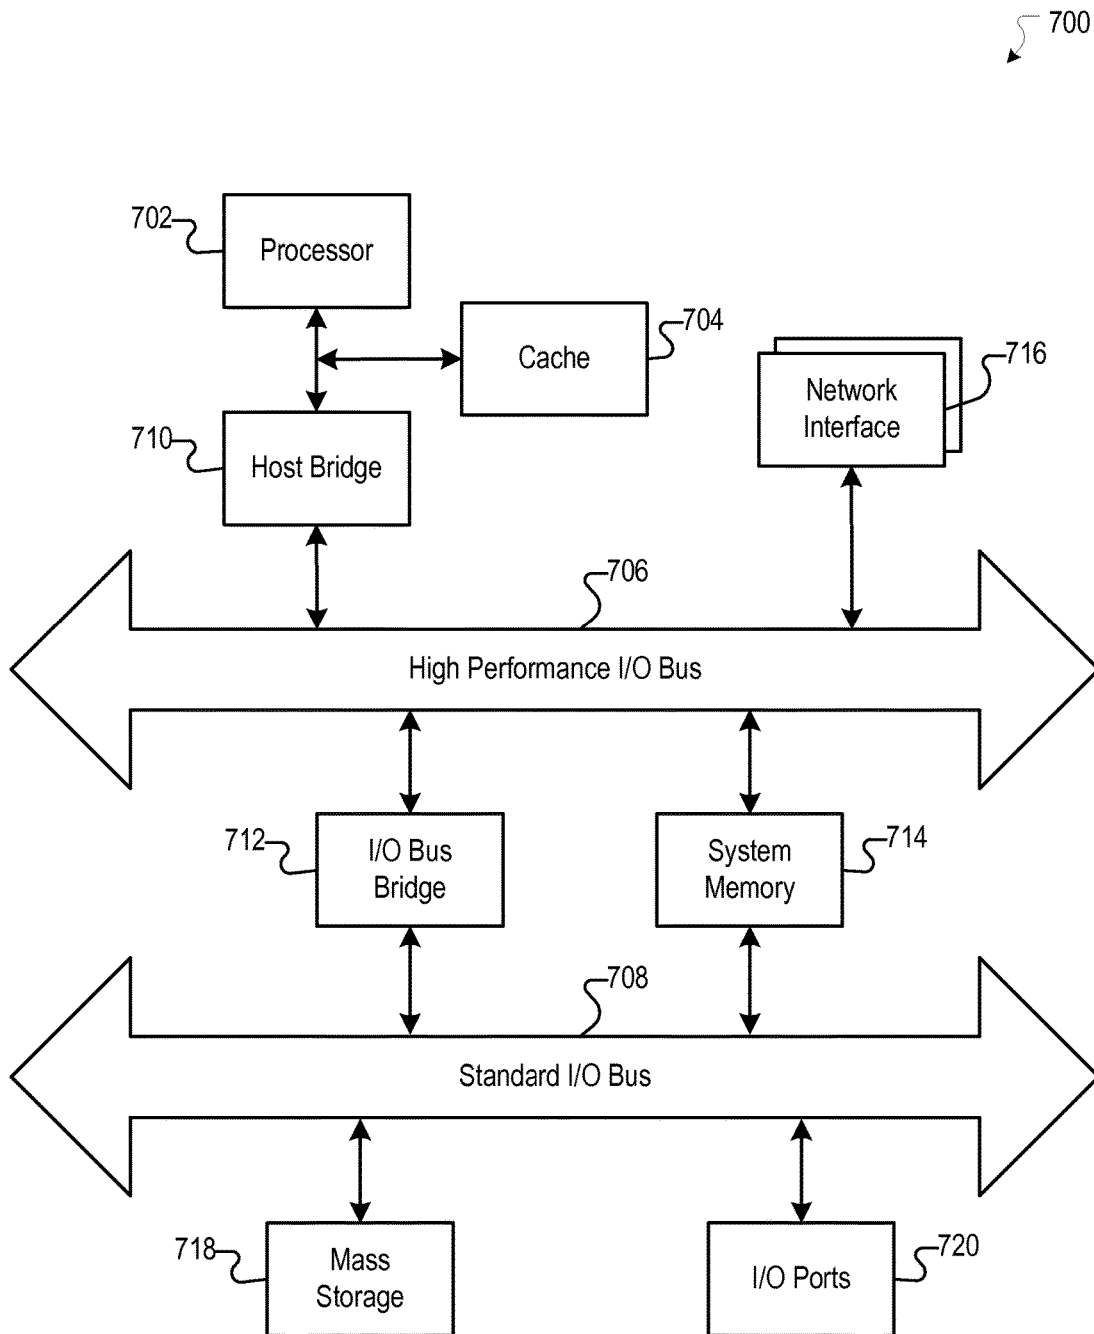 700
702
Processor
704
Cache
716
Network
Interface
710
Host Bridge
706
High Performance I/O Bus
712
I/O Bus
Bridge
System
Memory
714
708
Standard I/O Bus
718
Mass
Storage
I/O Ports
720